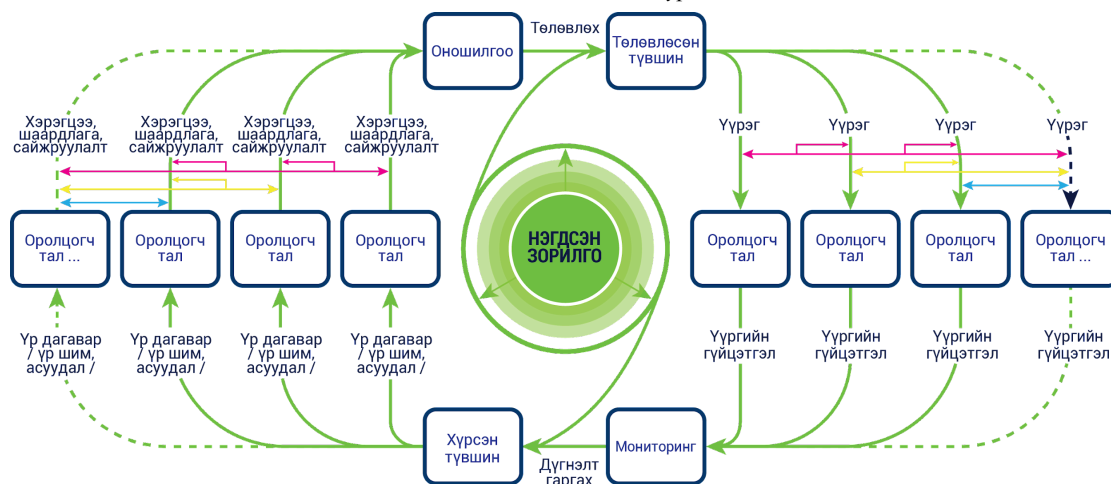 Оношилгоо
Төлөвлөх
Төлөвлөсөн
түвшин
Хэрэгцээ,
шаардлага,
сайжруулалт
Хэрэгцээ,
шаардлага,
сайжруулалт
Хэрэгцээ,
шаардлага,
сайжруулалт
Хэрэгцээ,
шаардлага,
сайжруулалт
Үүрэг
Үүрэг
Үүрэг
Үүрэг
Оролцогч
тал ...
Оролцогч
тал
Оролцогч
тал
Оролцогч
тал
НЭГДСЭН
ЗОРИЛГО
Оролцогч
тал
Оролцогч
тал
Оролцогч
тал
Оролцогч
тал ...
Үр дагавар
/ үр шим,
асуудал /
Үр дагавар
/ үр шим,
асуудал /
Үр дагавар
/ үр шим,
асуудал /
Үр дагавар
/ үр шим,
асуудал /
Үүргийн
гүйцэтгэл
Үүргийн
гүйцэтгэл
Үүргийн
гүйцэтгэл
Үүргийн
гүйцэтгэл
Хүрсэн
түвшин
Дүгнэлт
гаргах
Мониторинг